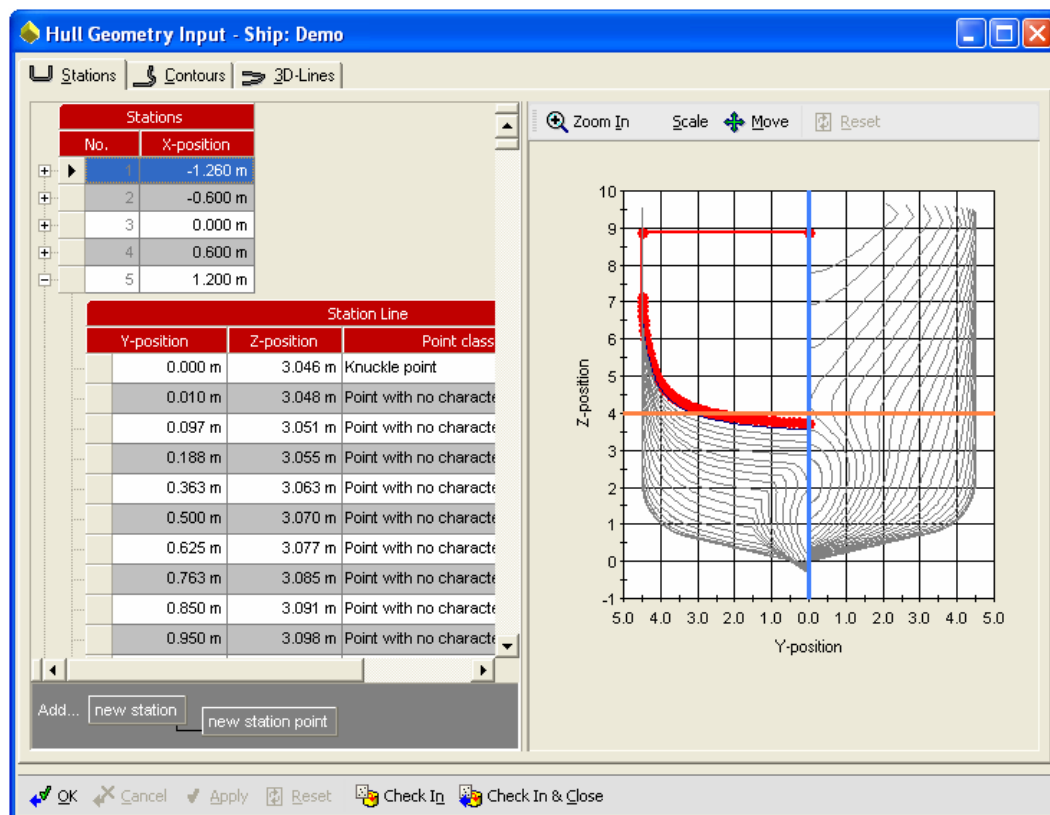 Hull Geometry Input - Ship: Demo
Stations Contours 3D-Lines
Stations
No. X-position
1 -1.260 m
2 -0.600 m
3 0.000 m
4 0.600 m
5 1.200 m
Station Line
Y-position Z-position Point class
0.000 m 3.046 m Knuckle point
0.010 m 3.048 m Point with no characte
0.097 m 3.051 m Point with no characte
0.188 m 3.055 m Point with no characte
0.363 m 3.063 m Point with no characte
0.500 m 3.070 m Point with no characte
0.625 m 3.077 m Point with no characte
0.763 m 3.085 m Point with no characte
0.850 m 3.091 m Point with no characte
0.950 m 3.098 m Point with no characte
Add... new station
new station point
Zoom In Scale Move Reset
10
9
8
7
6
5
4
3
2
1
0
-1
Z-position
5.0 4.0 3.0 2.0 1.0 0.0 1.0 2.0 3.0 4.0 5.0
Y-position
OK Cancel Apply Reset Check In Check In & Close